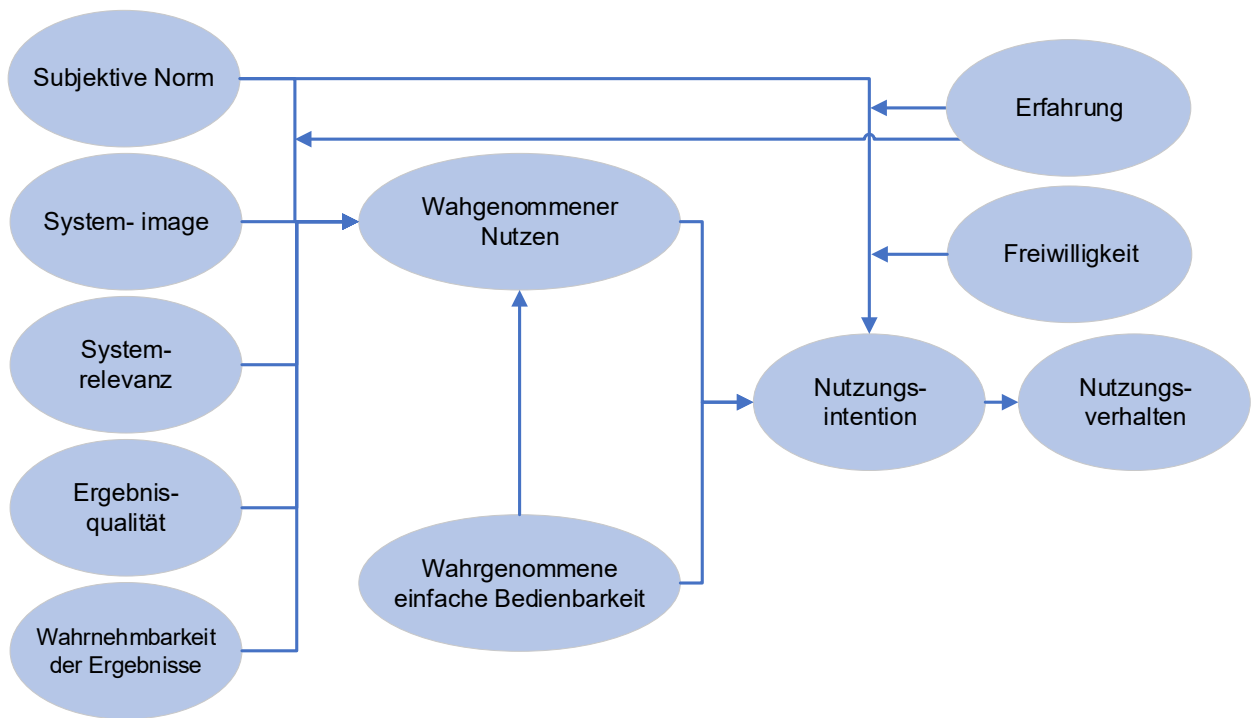 Subjektive Norm
System- image
System-
relevanz
Ergebnis-
qualität
Wahrnehmbarkeit
der Ergebnisse
Wahgenommener
Nutzen
Wahrgenommene
einfache Bedienbarkeit
Erfahrung
Freiwilligkeit
Nutzungs-
intention
Nutzungs-
verhalten